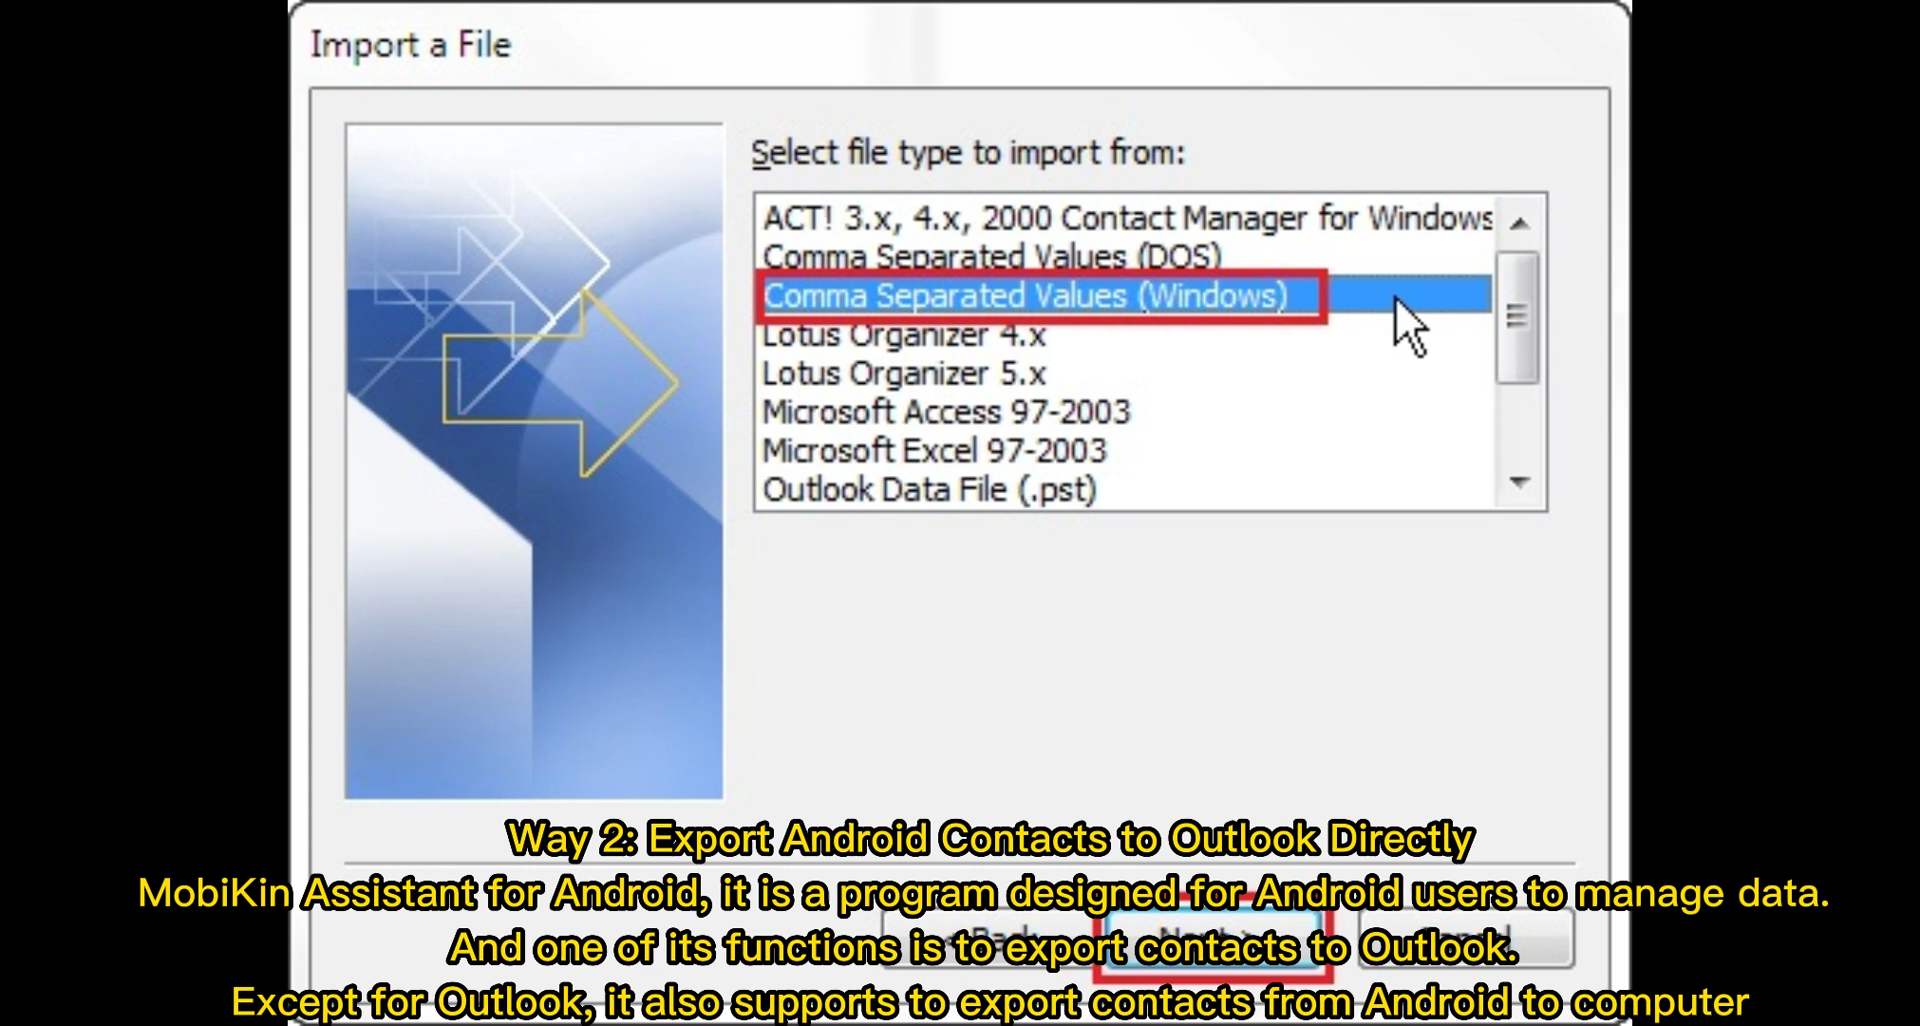 Import a File
Select file type to import from:
ACT! 3.x, 4.x, 2000 Contact Manager for Windows
Comma Separated Values (DOS)
Comma Separated Values (Windows)
Lotus Organizer 4.x
Lotus Organizer 5.x
Microsoft Access 97-2003
Microsoft Excel 97-2003
Outlook Data File (.pst)
Way 2: Export Android Contacts to Outlook Directly
MobiKin Assistant for Android, it is a program designed for Android users to manage data.
< Back Next > Cancel
And one of its functions is to export contacts to Outlook.
Except for Outlook, it also supports to export contacts from Android to computer